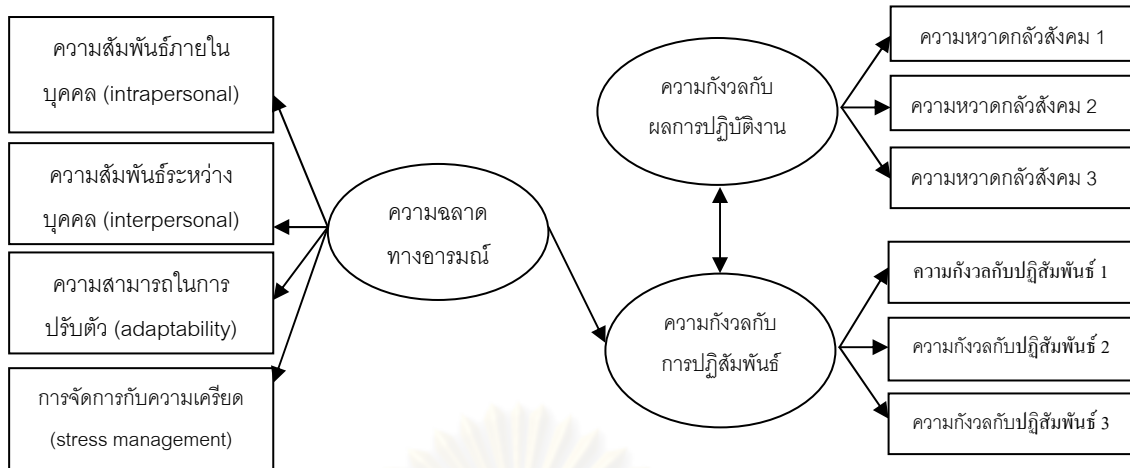 ความสัมพันธ์ภายใน
บุคคล (intrapersonal)
ความสัมพันธ์ระหว่าง
บุคคล (interpersonal)
ความสามารถในการ
ปรับตัว (adaptability)
การจัดการกับความเครียด
(stress management)
ความฉลาด
ทางอารมณ์
ความกังวลกับ
ผลการปฏิบัติงาน
ความกังวลกับ
การปฏิสัมพันธ์
ความหวาดกลัวสังคม 1
ความหวาดกลัวสังคม 2
ความหวาดกลัวสังคม 3
ความกังวลกับปฏิสัมพันธ์ 1
ความกังวลกับปฏิสัมพันธ์ 2
ความกังวลกับปฏิสัมพันธ์ 3